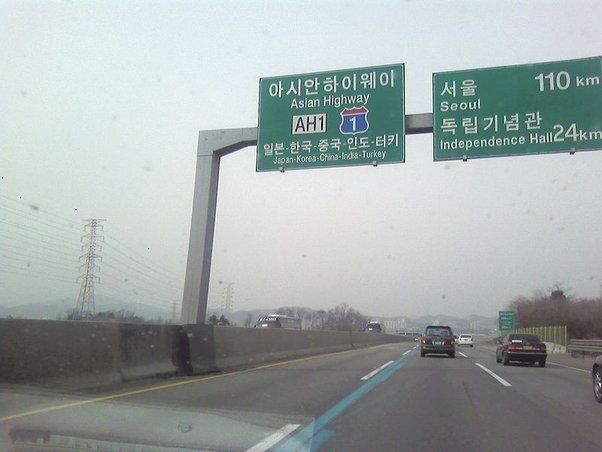 아시안하이웨이
Asian Highway
AH1
1
일본-한국-중국-인도-터키
Japan-Korea-China-India-Turkey
서울 110 km
Seoul
독립기념관 24km
Independence Hall